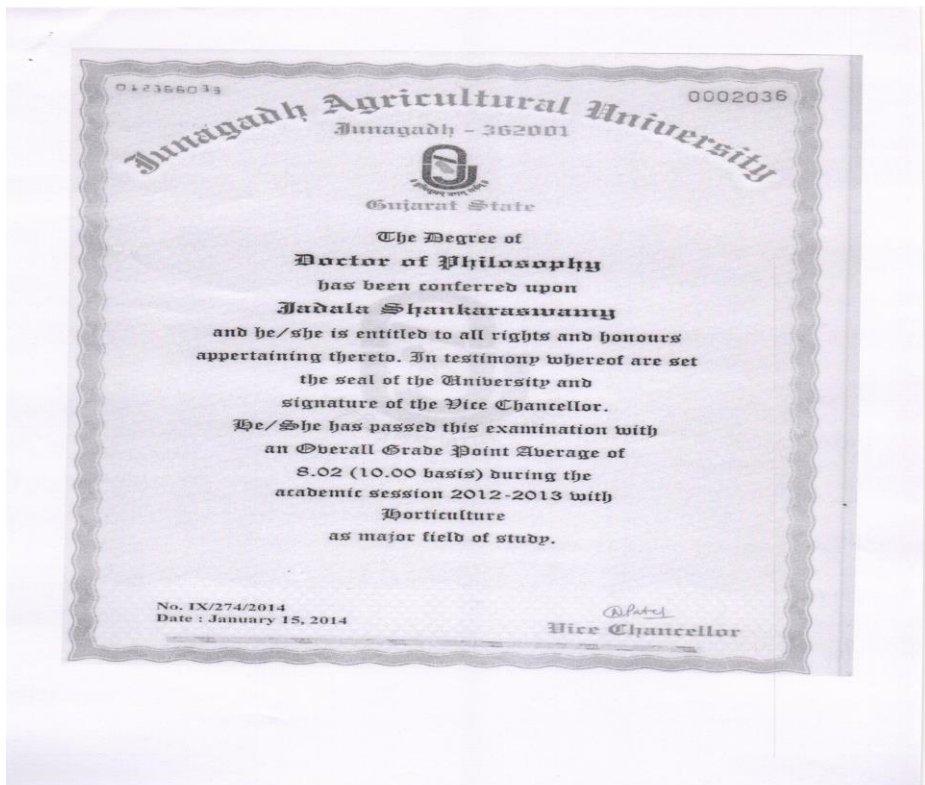 0002036
Junagadh Agricultural University
Junagadh - 362001
Gujarat State
The Degree of
Doctor of Philosophy
has been conferred upon
Jadala Shankaraswamy
and he/she is entitled to all rights and honours
appertaining thereto. In testimony whereof are set
the seal of the University and
signature of the Vice Chancellor.
He/She has passed this examination with
an Overall Grade Point Average of
8.02 (10.00 basis) during the
academic session 2012-2013 with
Horticulture
as major field of study.
No. IX/274/2014
Date : January 15, 2014
Vice Chancellor